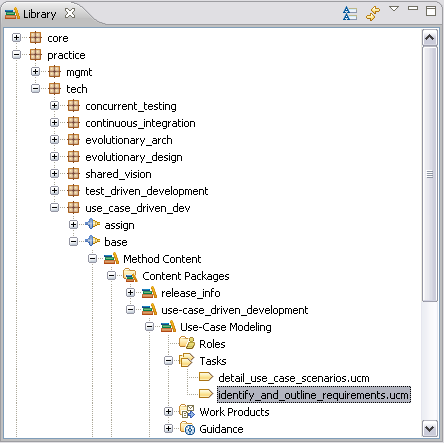 Library
core
practice
mgmt
tech
concurrent_testing
continuous_integration
evolutionary_arch
evolutionary_design
shared_vision
test_driven_development
use_case_driven_dev
assign
base
Method Content
Content Packages
release_info
use-case_driven_development
Use-Case Modeling
Roles
Tasks
detail_use_case_scenarios.ucm
identify_and_outline_requirements.ucm
Work Products
Guidance